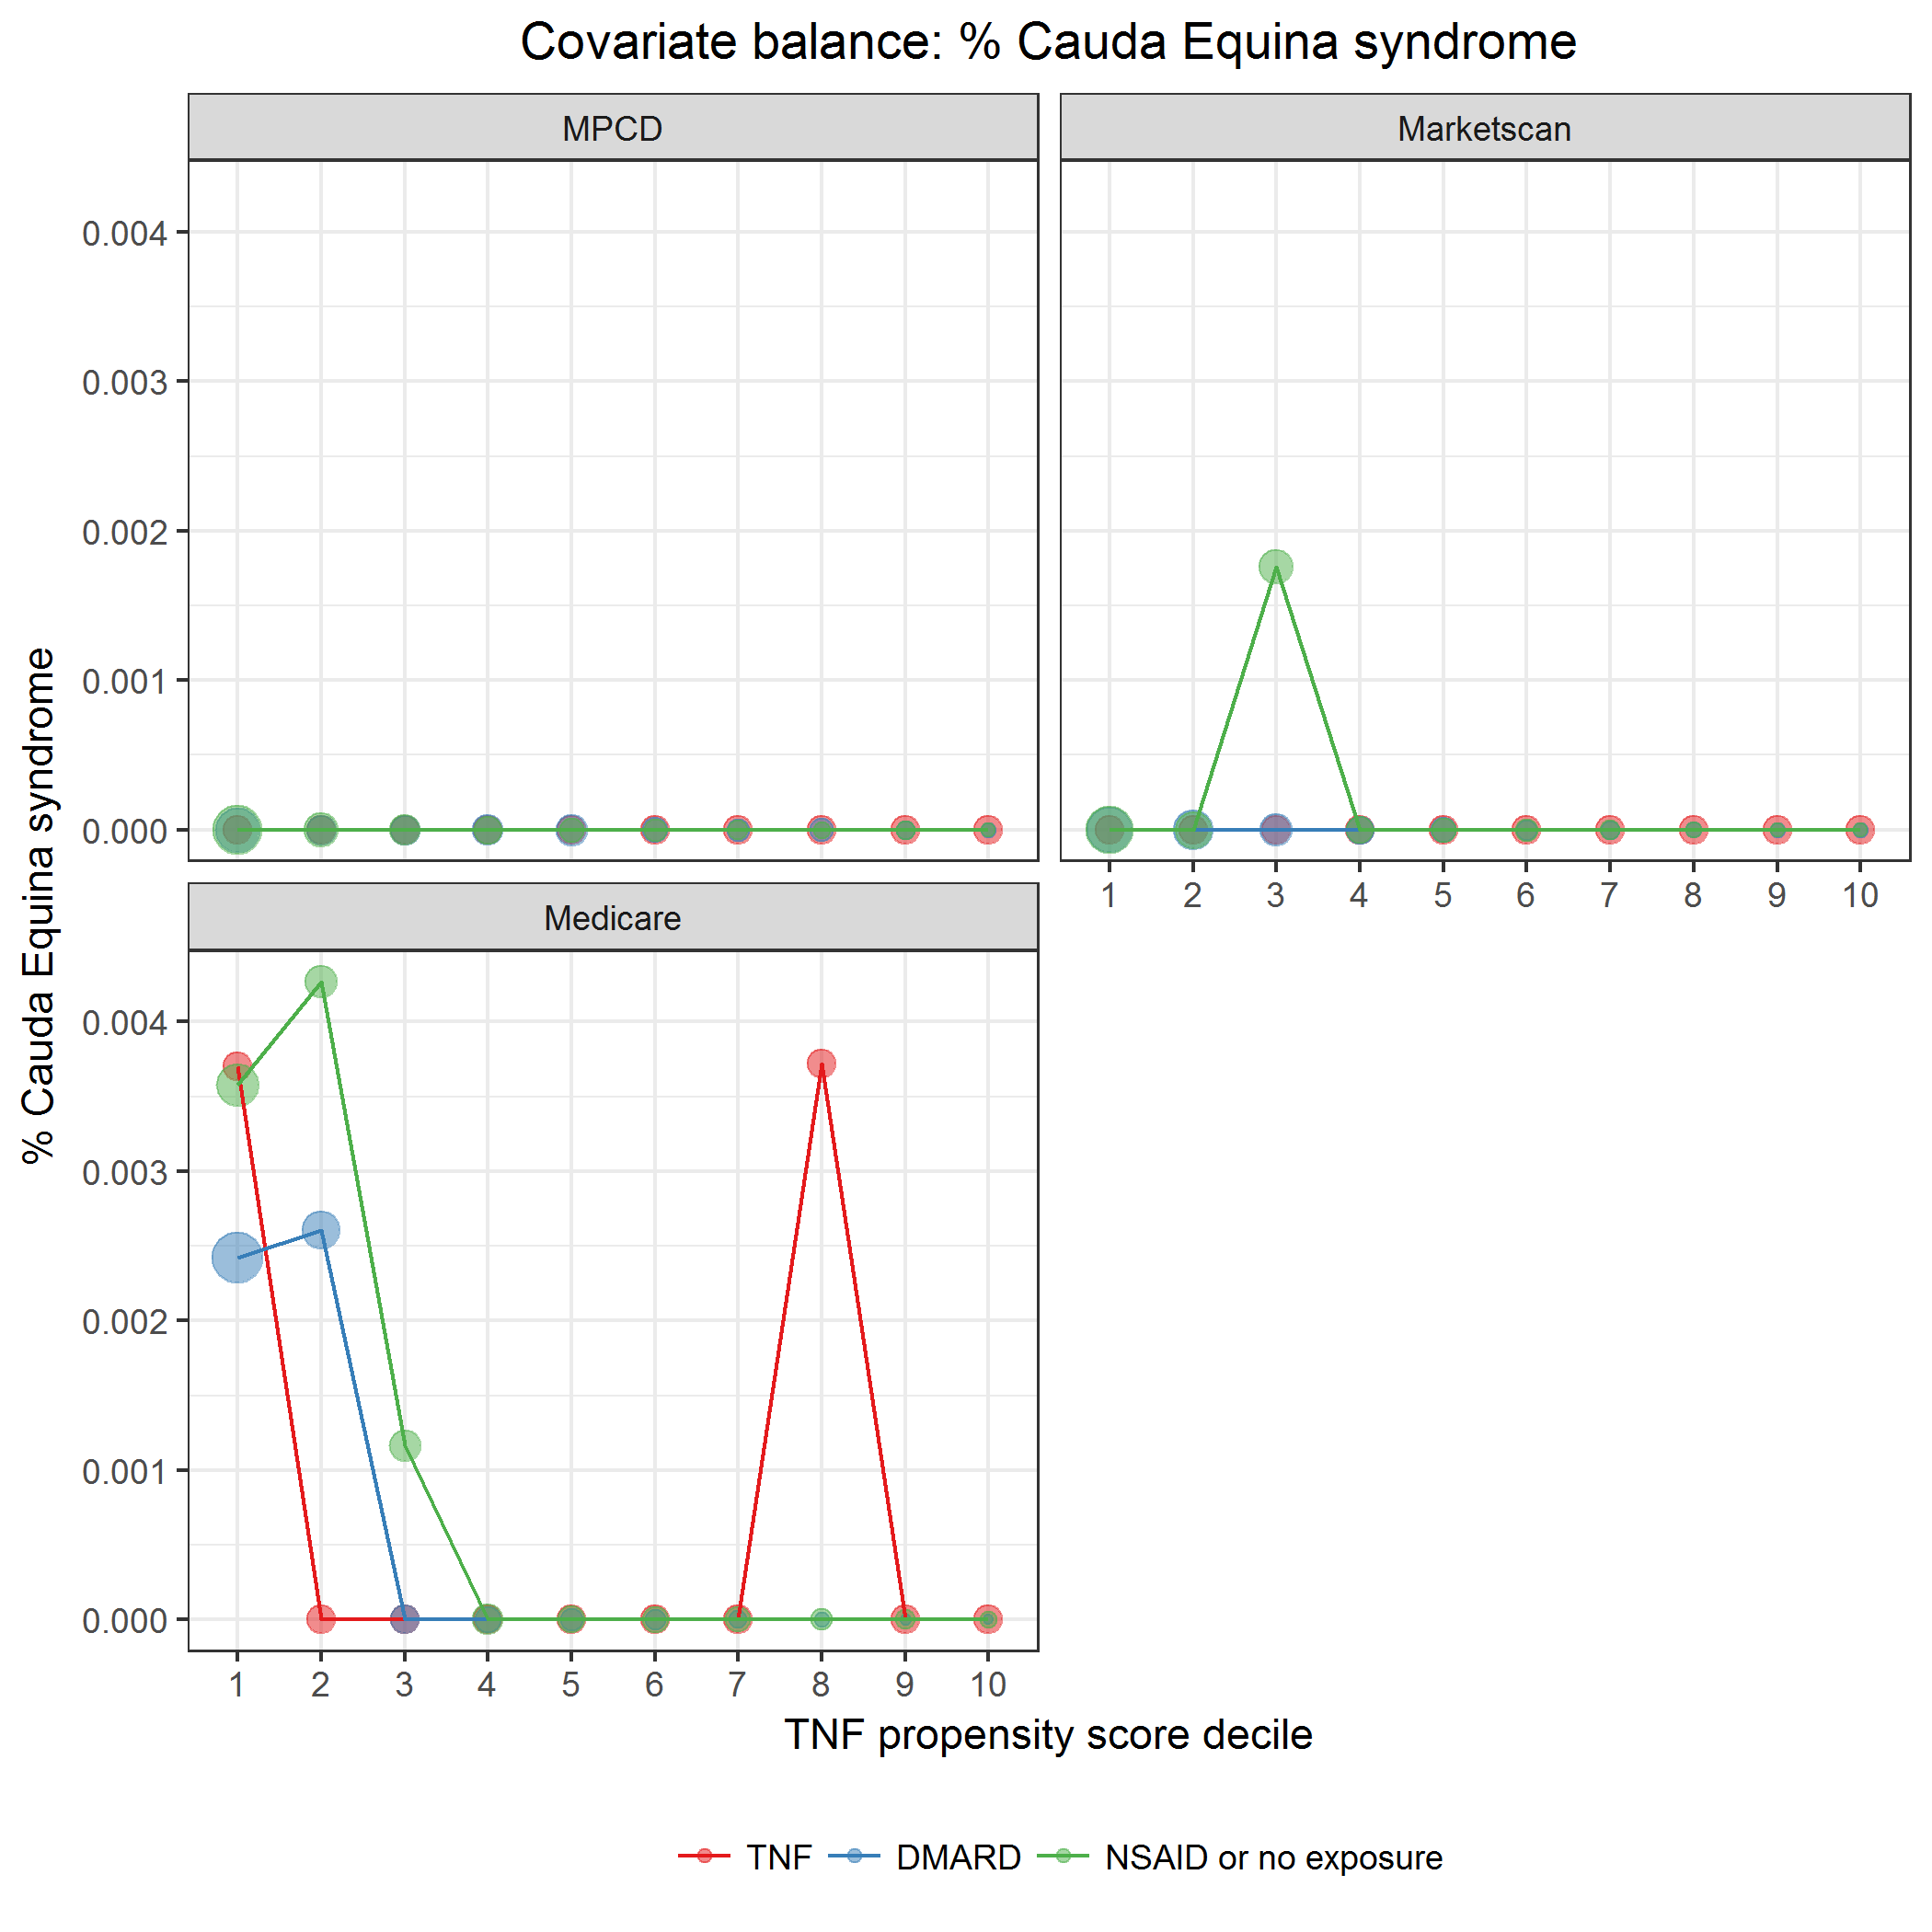 Covariate balance: % Cauda Equina syndrome
MPCD
Marketscan
0.004
0.003
0.002
0.001
0.000
1 2 3 4 5 6 7 8 9 10
Medicare
0.004
0.003
0.002
0.001
0.000
1 2 3 4 5 6 7 8 9 10
% Cauda Equina syndrome
TNF propensity score decile
TNF DMARD NSAID or no exposure